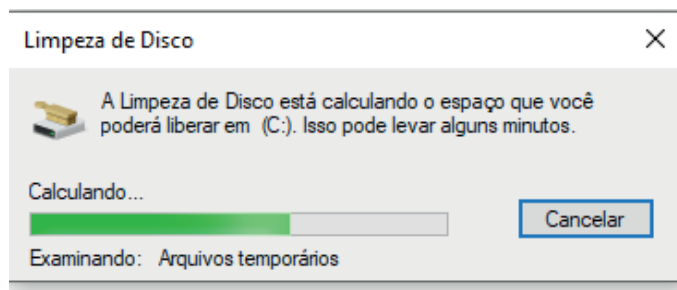 Limpeza de Disco
A Limpeza de Disco está calculando o espaço que você
poderá liberar em (C:). Isso pode levar alguns minutos.
Calculando...
Cancelar
Examinando: Arquivos temporários